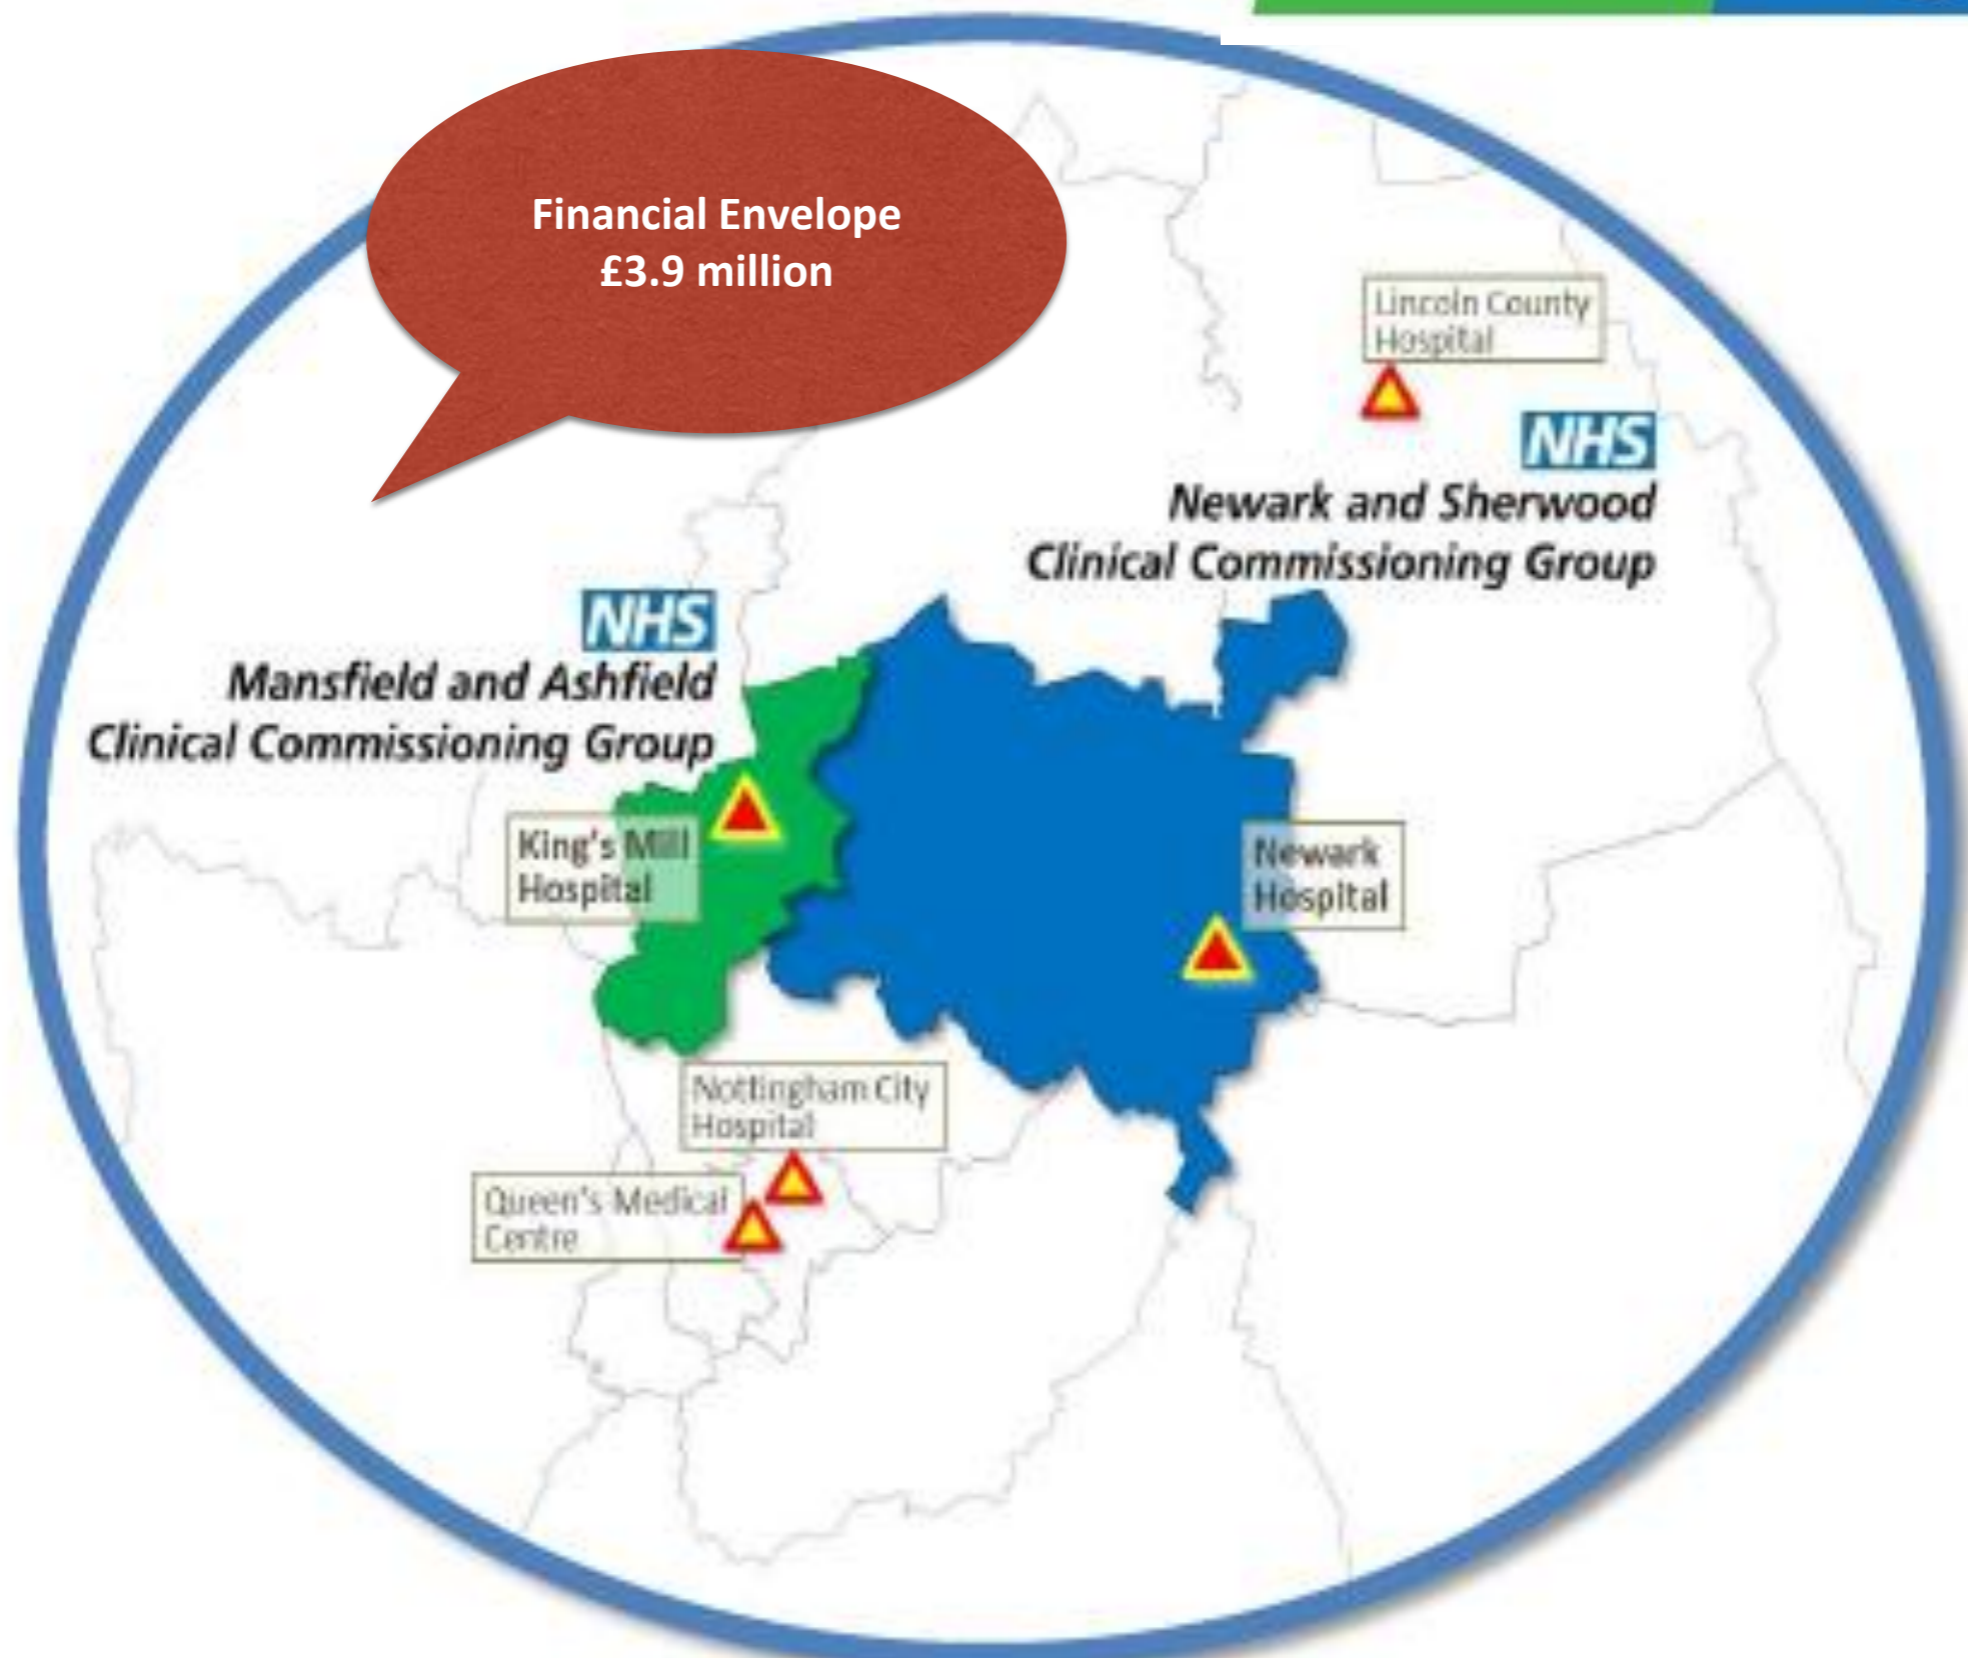 Financial Envelope
£3.9 million
Lincoln County
Hospital
NHS
Newark and Sherwood
Clinical Commissioning Group
NHS
Mansfield and Ashfield
Clinical Commissioning Group
King's Mill
Hospital
Newark
Hospital
Nottingham City
Hospital
Queen's Medical
Centre